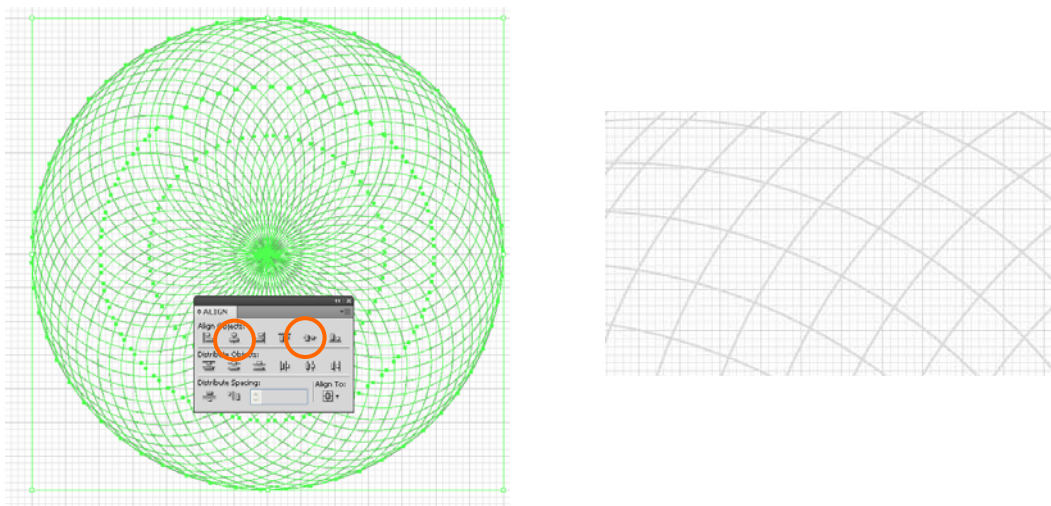 ALIGN
Align Objects:
Distribute Objects:
Distribute Spacing:
Align To: